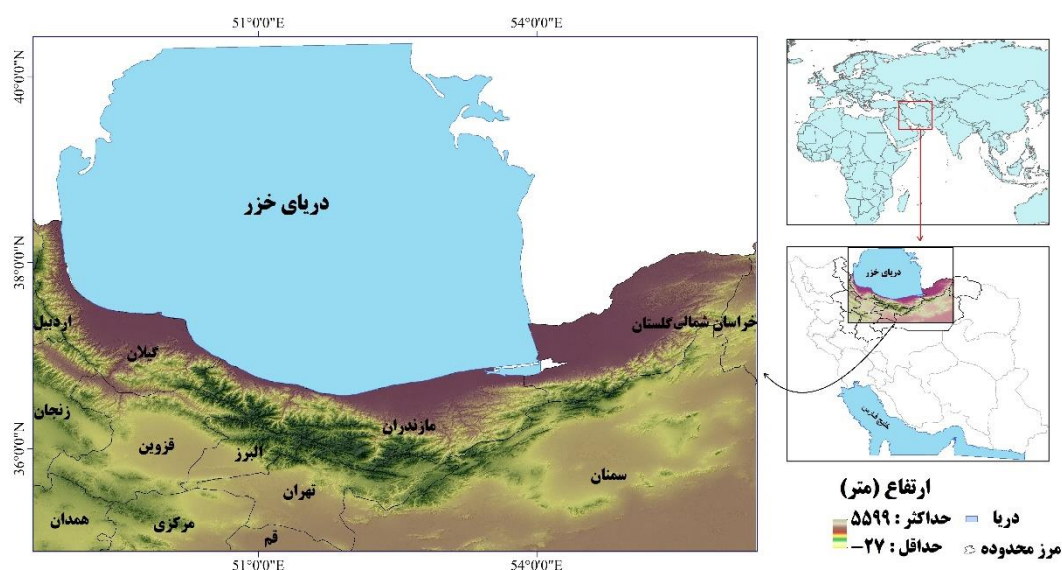 51°0'0"E
54°0'0"E
40°0'0"N
38°0'0"N
36°0'0"N
دریای خزر
اردبیل
گیلان
زنجان
قزوین
البرز
تهران
همدان
مرکزی
قم
مازندران
سمنان
گلستان
خراسان شمالی
51°0'0"E
54°0'0"E
دریای خزر
خلیج فارس
ارتفاع (متر)
حداکثر : ۵۵۹۹
حداقل : ۲۷-
دریا
مرز محدوده